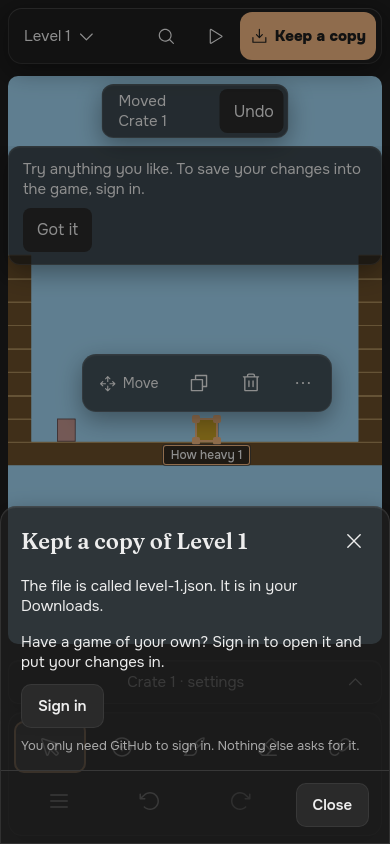 Level 1
Keep a copy
Moved
Crate 1
Undo
Try anything you like. To save your changes into
the game, sign in.
Got it
Move
How heavy 1
Kept a copy of Level 1
The file is called level-1.json. It is in your
Downloads.
Have a game of your own? Sign in to open it and
put your changes in.
Crate 1 · settings
Sign in
You only need GitHub to sign in. Nothing else asks for it.
Close